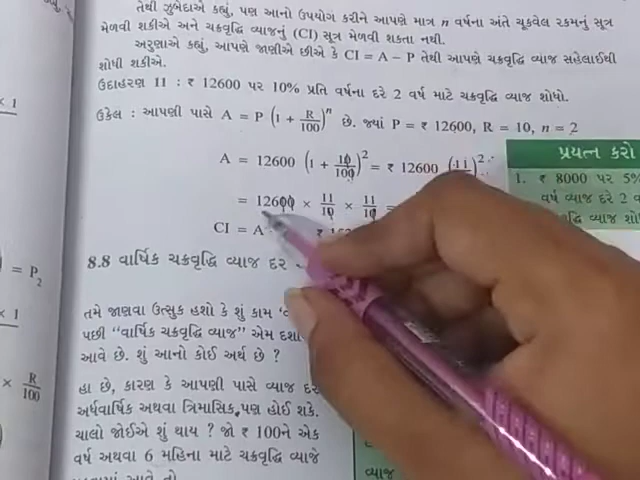 તેથી ઝુબેદાએ કહ્યું, પણ આનો ઉપયોગ કરીને આપણે માત્ર n વર્ષના અંતે ચૂકવેલ રકમનું સૂત્ર
મેળવી શકીએ અને ચક્રવૃદ્ધિ વ્યાજનું (CI) સૂત્ર મેળવી શકતા નથી.
અરુણાએ કહ્યું, આપણે જાણીએ છીએ કે CI = A – P તેથી આપણે ચક્રવૃદ્ધિ વ્યાજ સહેલાઈથી
શોધી શકીએ.
ઉદાહરણ 11 : ₹ 12600 પર 10% પ્રતિ વર્ષના દરે 2 વર્ષ માટે ચક્રવૃદ્ધિ વ્યાજ શોધો.
ઉકેલ : આપણી પાસે A = P (1 + R/100)^n છે. જ્યાં P = ₹ 12600, R = 10, n = 2
A = 12600 (1 + 10/100)^2 = ₹ 12600 (11/)^2
= 12600 × 11/10 × 11/10 =
CI = A
8.8 વાર્ષિક ચક્રવૃદ્ધિ વ્યાજ દર
તમે જાણવા ઉત્સુક હશો કે શું કામ
પછી “વાર્ષિક ચક્રવૃદ્ધિ વ્યાજ” એમ
આવે છે. શું આનો કોઈ અર્થ છે ?
હા છે, કારણ કે આપણી પાસે વ્યાજ દર
અર્ધવાર્ષિક અથવા ત્રિમાસિક પણ હોઈ શકે.
ચાલો જોઈએ શું થાય ? જો ₹ 100ને એક
વર્ષ અથવા 6 મહિના માટે ચક્રવૃદ્ધિ વ્યાજે
પ્રયત્ન કરો
1. ₹ 8000 પર 5%
વર્ષના દરે 2
વ્યાજ શો
વ્યાજ
× 1
= P₂
× 1
× R/100